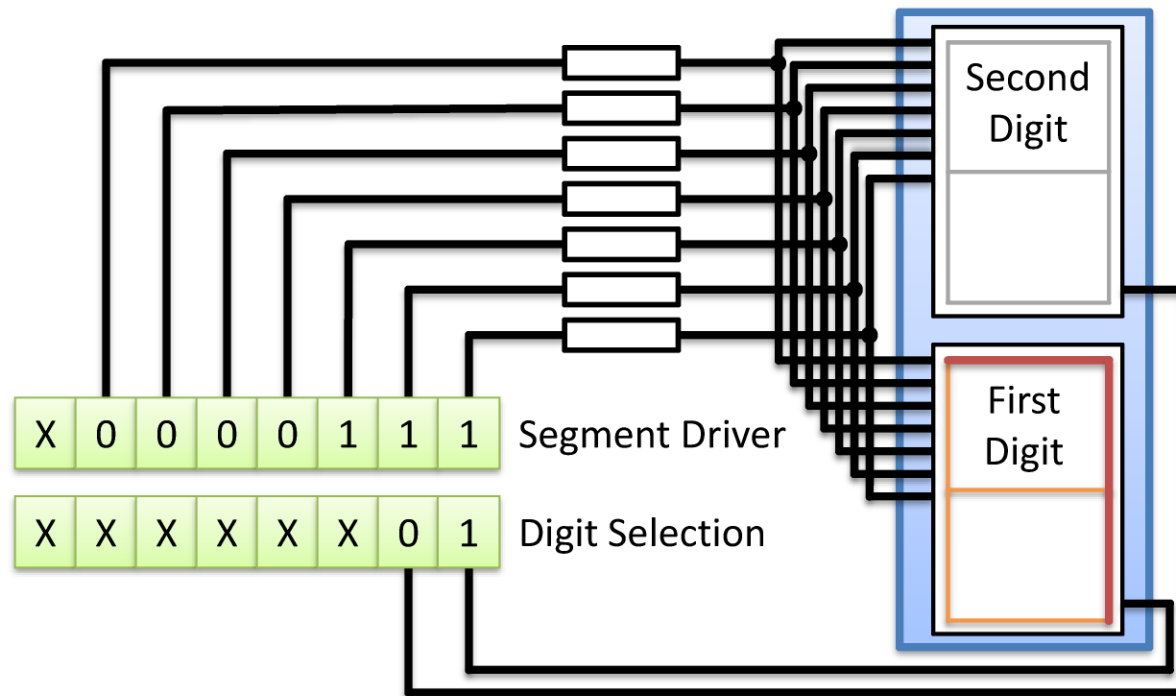 Second
Digit
First
Digit
X 0 0 0 0 1 1 1 Segment Driver
X X X X X X 0 1 Digit Selection